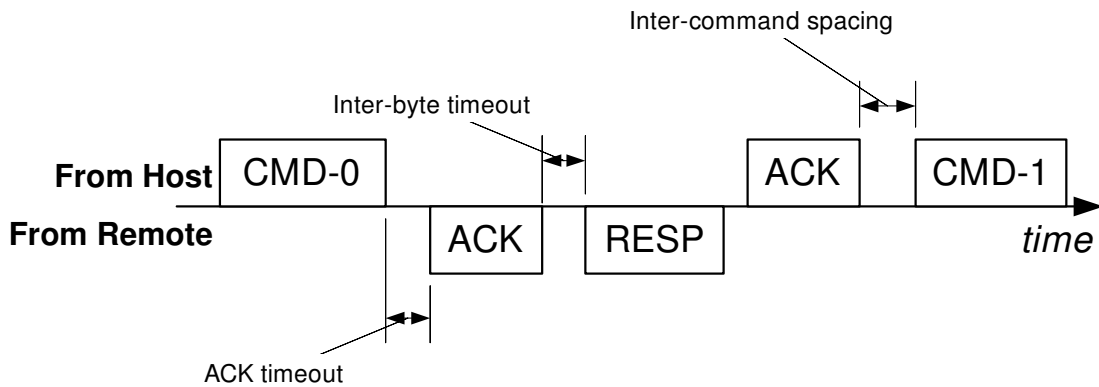 Inter-command spacing
Inter-byte timeout
From Host
CMD-0
ACK
CMD-1
From Remote
ACK
RESP
time
ACK timeout